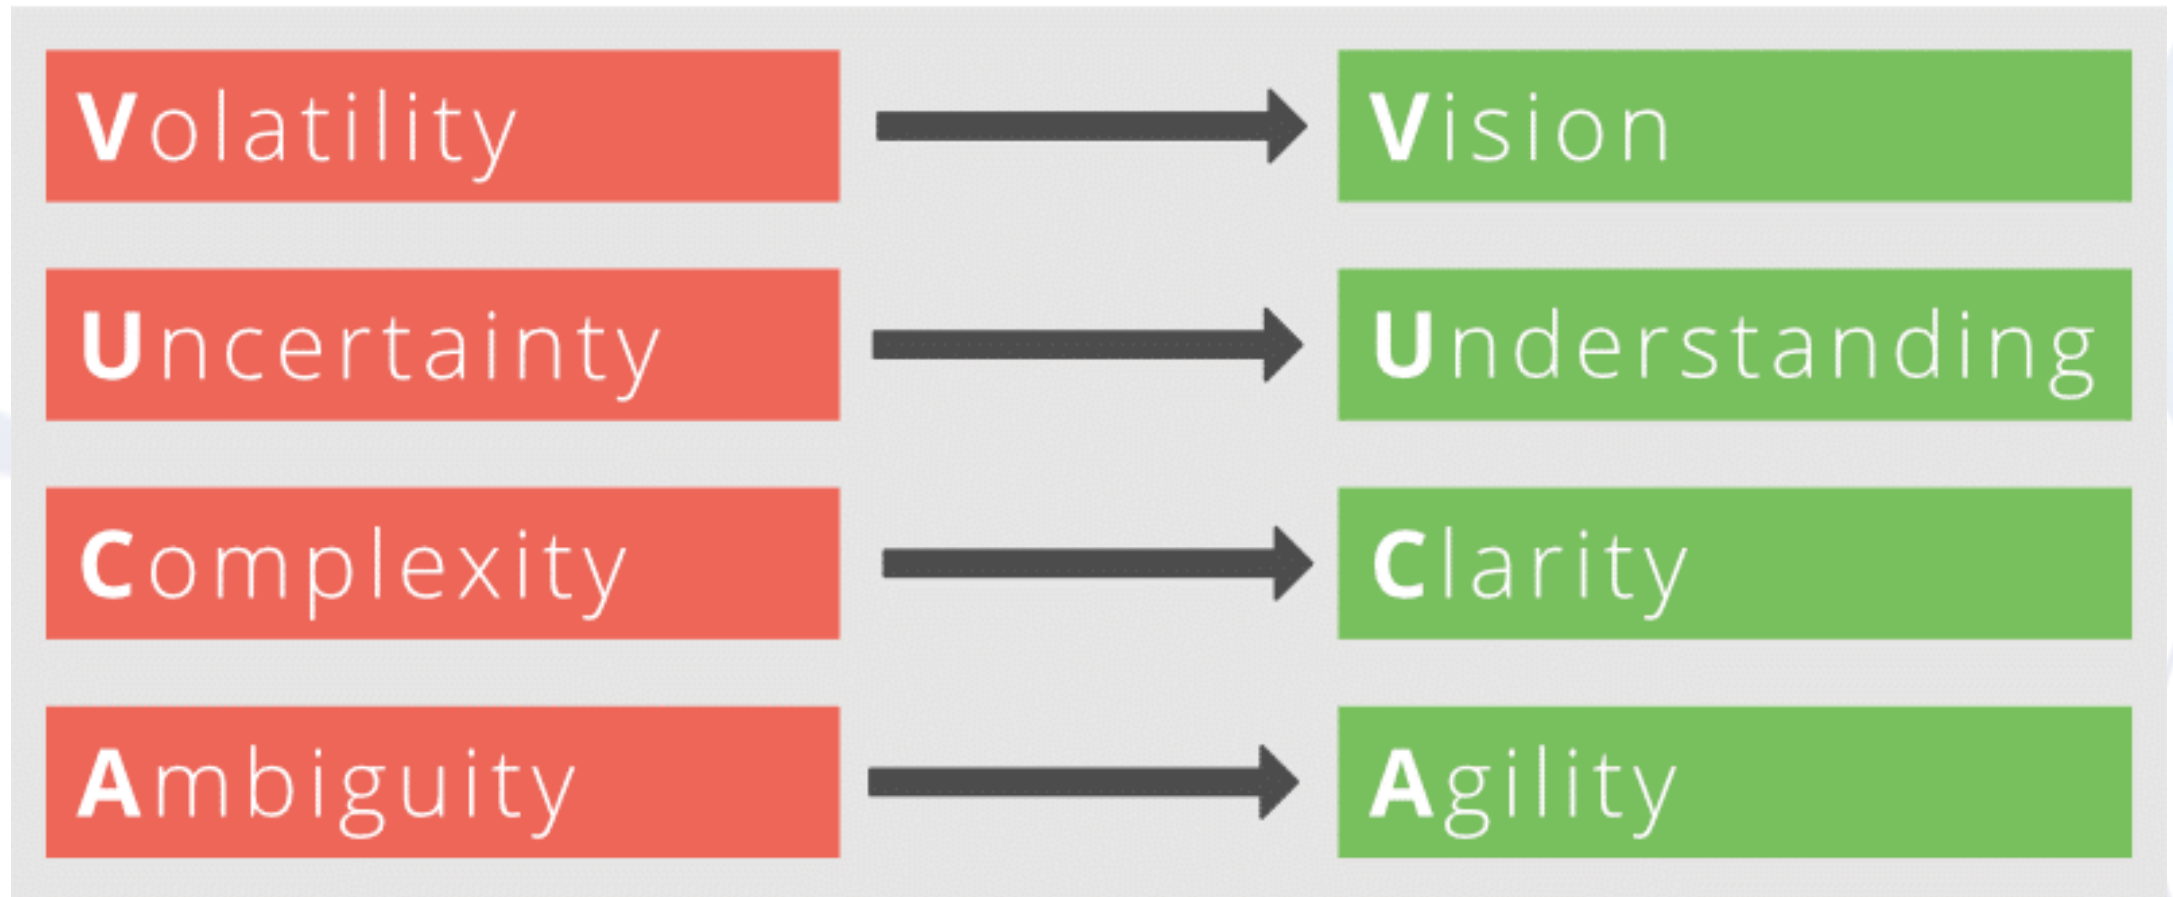 Volatility
Vision
Uncertainty
Understanding
Complexity
Clarity
Ambiguity
Agility